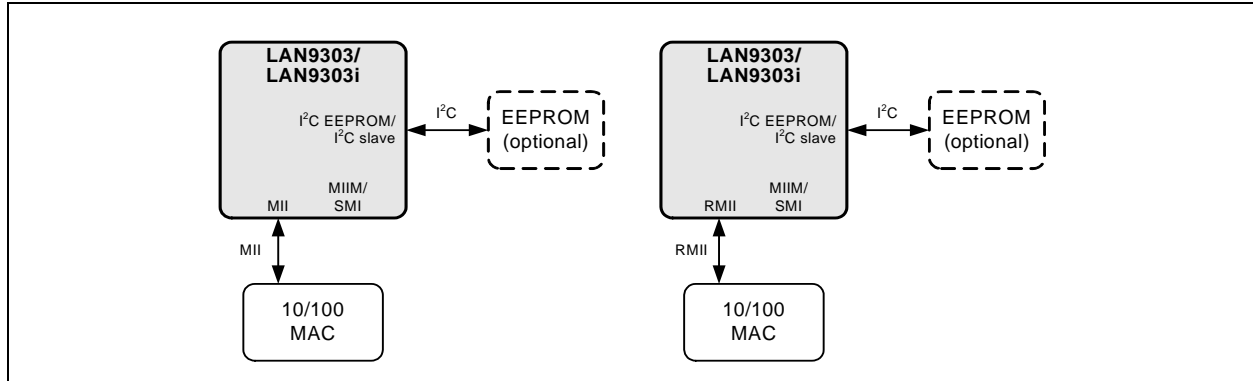 LAN9303/
LAN9303i
I²C EEPROM/
I²C slave
I²C
EEPROM
(optional)
MII
MIIM/
SMI
MII
10/100
MAC
LAN9303/
LAN9303i
I²C EEPROM/
I²C slave
I²C
EEPROM
(optional)
RMII
MIIM/
SMI
RMII
10/100
MAC